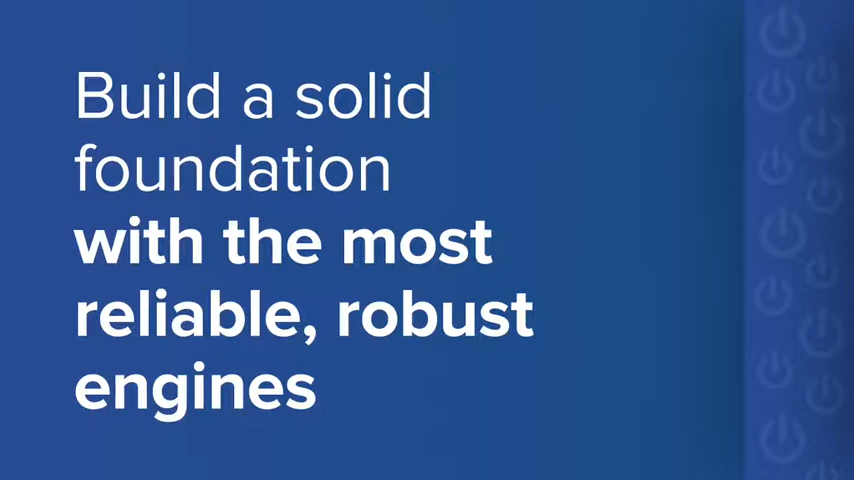 Build a solid
foundation
with the most
reliable, robust
engines